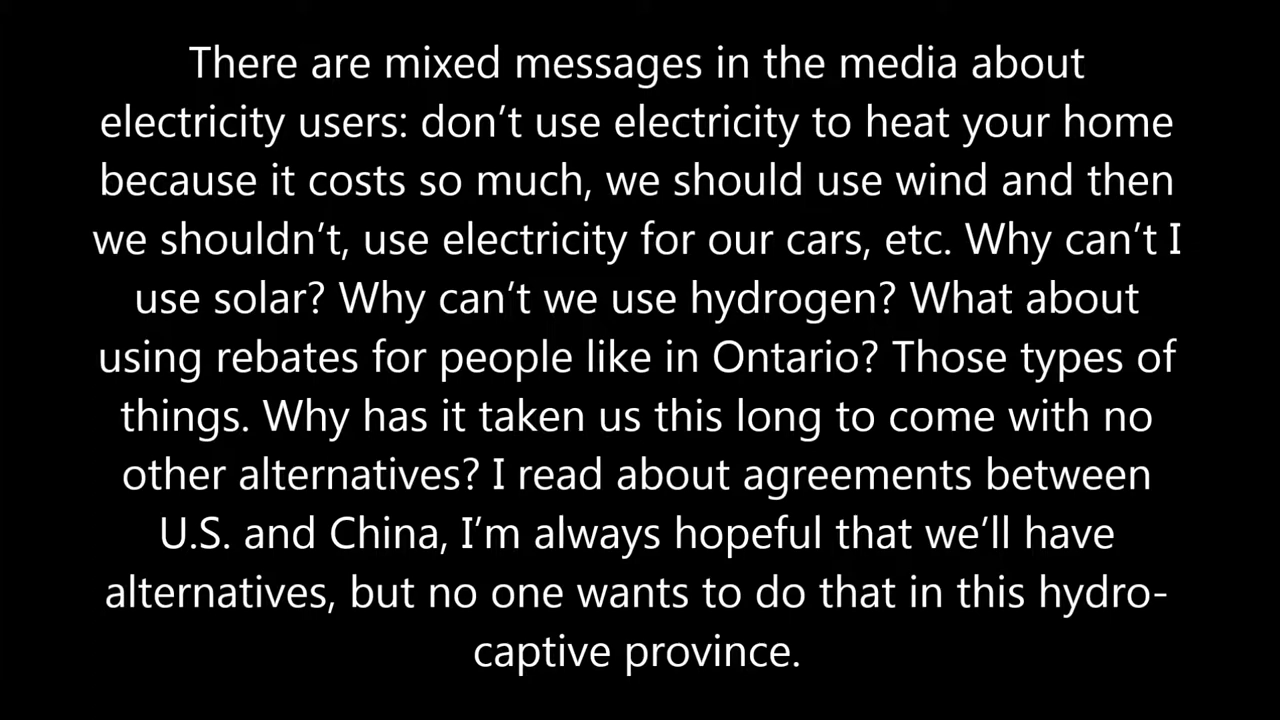 There are mixed messages in the media about
electricity users: don’t use electricity to heat your home
because it costs so much, we should use wind and then
we shouldn’t, use electricity for our cars, etc. Why can’t I
use solar? Why can’t we use hydrogen? What about
using rebates for people like in Ontario? Those types of
things. Why has it taken us this long to come with no
other alternatives? I read about agreements between
U.S. and China, I’m always hopeful that we’ll have
alternatives, but no one wants to do that in this hydro-
captive province.